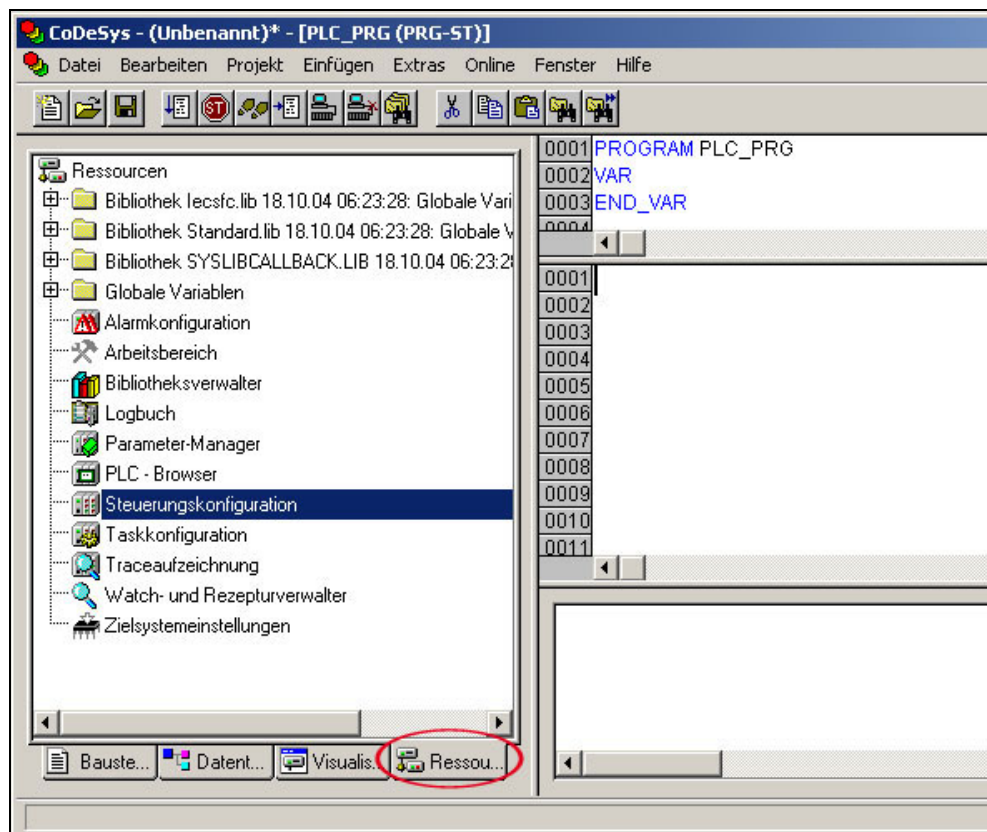 CoDeSys - (Unbenannt)* - [PLC_PRG (PRG-ST)]
Datei Bearbeiten Projekt Einfügen Extras Online Fenster Hilfe
Ressourcen
Bibliothek Iecsfc.lib 18.10.04 06:23:28: Globale Vari
Bibliothek Standard.lib 18.10.04 06:23:28: Globale V
Bibliothek SYSLIBCALLBACK.LIB 18.10.04 06:23:28
Globale Variablen
Alarmkonfiguration
Arbeitsbereich
Bibliotheksverwalter
Logbuch
Parameter-Manager
PLC - Browser
Steuerungskonfiguration
Taskkonfiguration
Traceaufzeichnung
Watch- und Rezepturverwalter
Zielsystemeinstellungen
Bauste... Datent... Visualis... Ressou...
0001 PROGRAM PLC_PRG
0002 VAR
0003 END_VAR
0004
0001
0002
0003
0004
0005
0006
0007
0008
0009
0010
0011